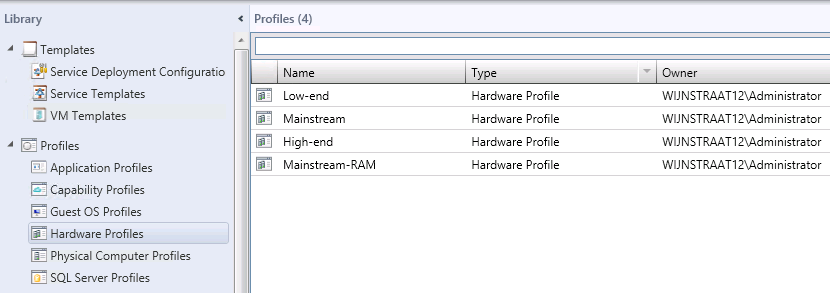 Library
Templates
Service Deployment Configuratio
Service Templates
VM Templates
Profiles
Application Profiles
Capability Profiles
Guest OS Profiles
Hardware Profiles
Physical Computer Profiles
SQL Server Profiles
Profiles (4)
Name Type Owner
Low-end Hardware Profile WIJNSTRAAT12\Administrator
Mainstream Hardware Profile WIJNSTRAAT12\Administrator
High-end Hardware Profile WIJNSTRAAT12\Administrator
Mainstream-RAM Hardware Profile WIJNSTRAAT12\Administrator